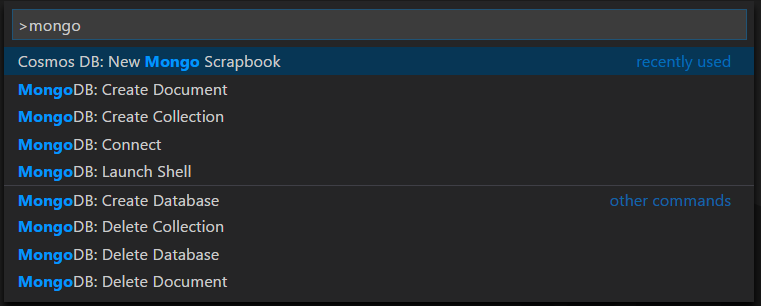 >mongo
Cosmos DB: New Mongo Scrapbook recently used
MongoDB: Create Document
MongoDB: Create Collection
MongoDB: Connect
MongoDB: Launch Shell
MongoDB: Create Database other commands
MongoDB: Delete Collection
MongoDB: Delete Database
MongoDB: Delete Document